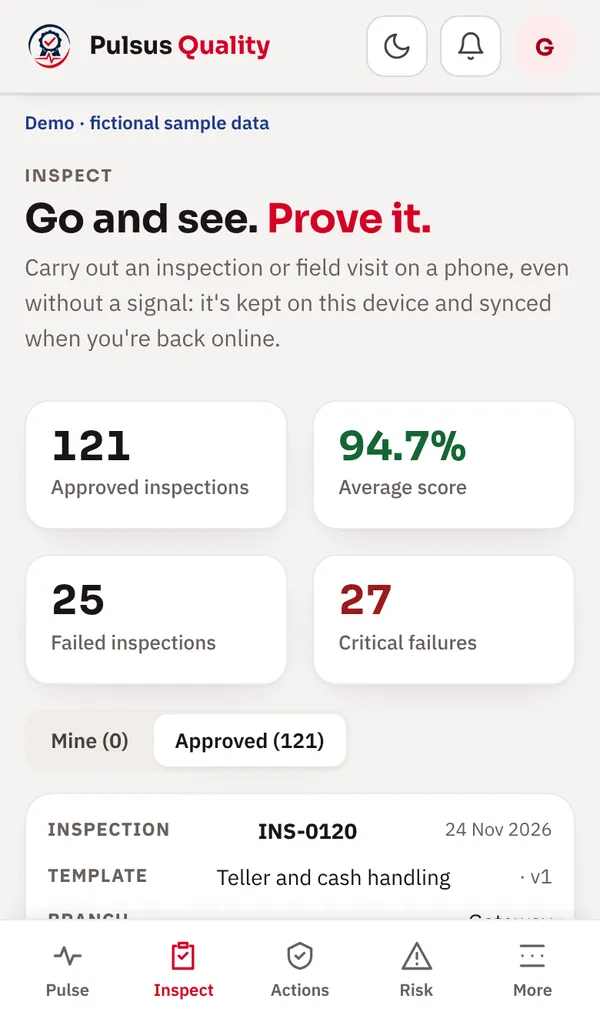 Pulsus Quality
G
Demo · fictional sample data
INSPECT
Go and see. Prove it.
Carry out an inspection or field visit on a phone, even
without a signal: it's kept on this device and synced
when you're back online.
121
Approved inspections
94.7%
Average score
25
Failed inspections
27
Critical failures
Mine (0)
Approved (121)
INSPECTION INS-0120 24 Nov 2026
TEMPLATE Teller and cash handling · v1
Pulse
Inspect
Actions
Risk
More